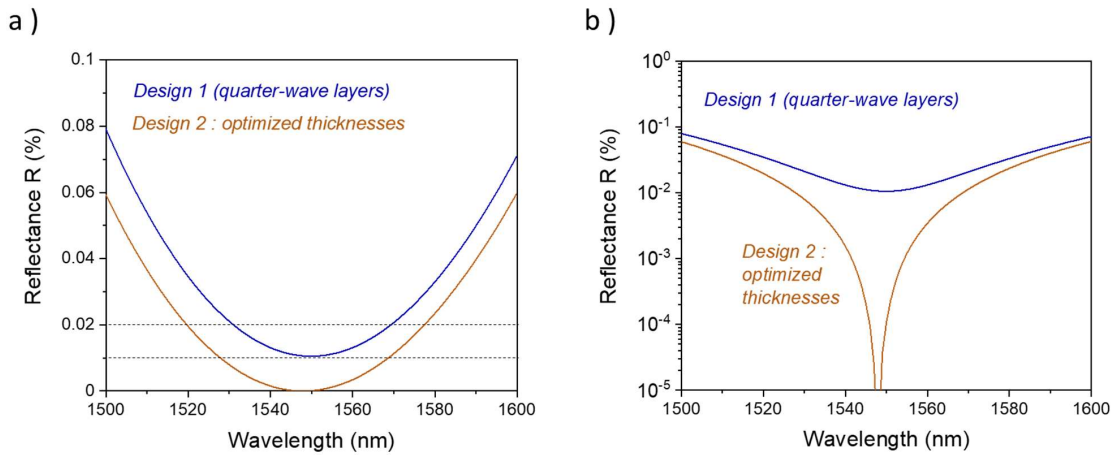 a )
0.1
0.08
0.06
0.04
0.02
0
Reflectance R (%)
Design 1 (quarter-wave layers)
Design 2 : optimized thicknesses
1500
1520
1540
1560
1580
1600
Wavelength (nm)
b )
10^0
10^-1
10^-2
10^-3
10^-4
10^-5
Reflectance R (%)
Design 1 (quarter-wave layers)
Design 2 :
optimized
thicknesses
1500
1520
1540
1560
1580
1600
Wavelength (nm)